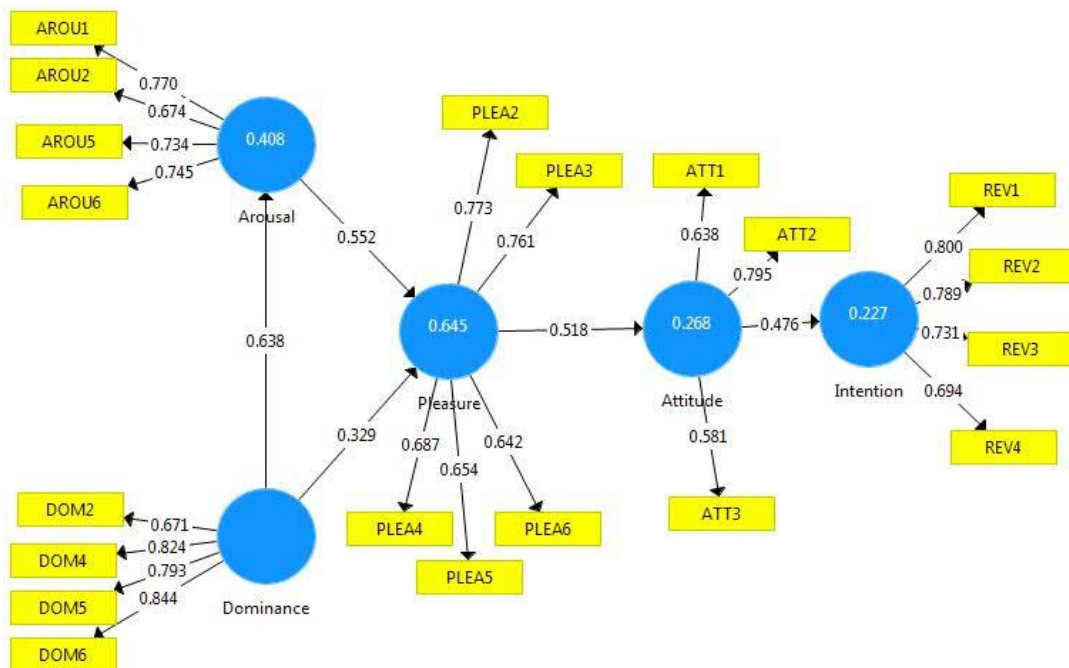 AROU1
AROU2
AROU5
AROU6
0.770
0.674
0.734
0.745
0.408
Arousal
0.552
0.638
0.329
DOM2
DOM4
DOM5
DOM6
0.671
0.824
0.793
0.844
Dominance
PLEA2
PLEA3
0.773
0.761
0.645
Pleasure
0.687
0.654
0.642
PLEA4
PLEA5
PLEA6
0.518
ATT1
ATT2
0.638
0.795
0.268
Attitude
0.581
ATT3
0.476
0.227
Intention
REV1
REV2
REV3
REV4
0.800
0.789
0.731
0.694